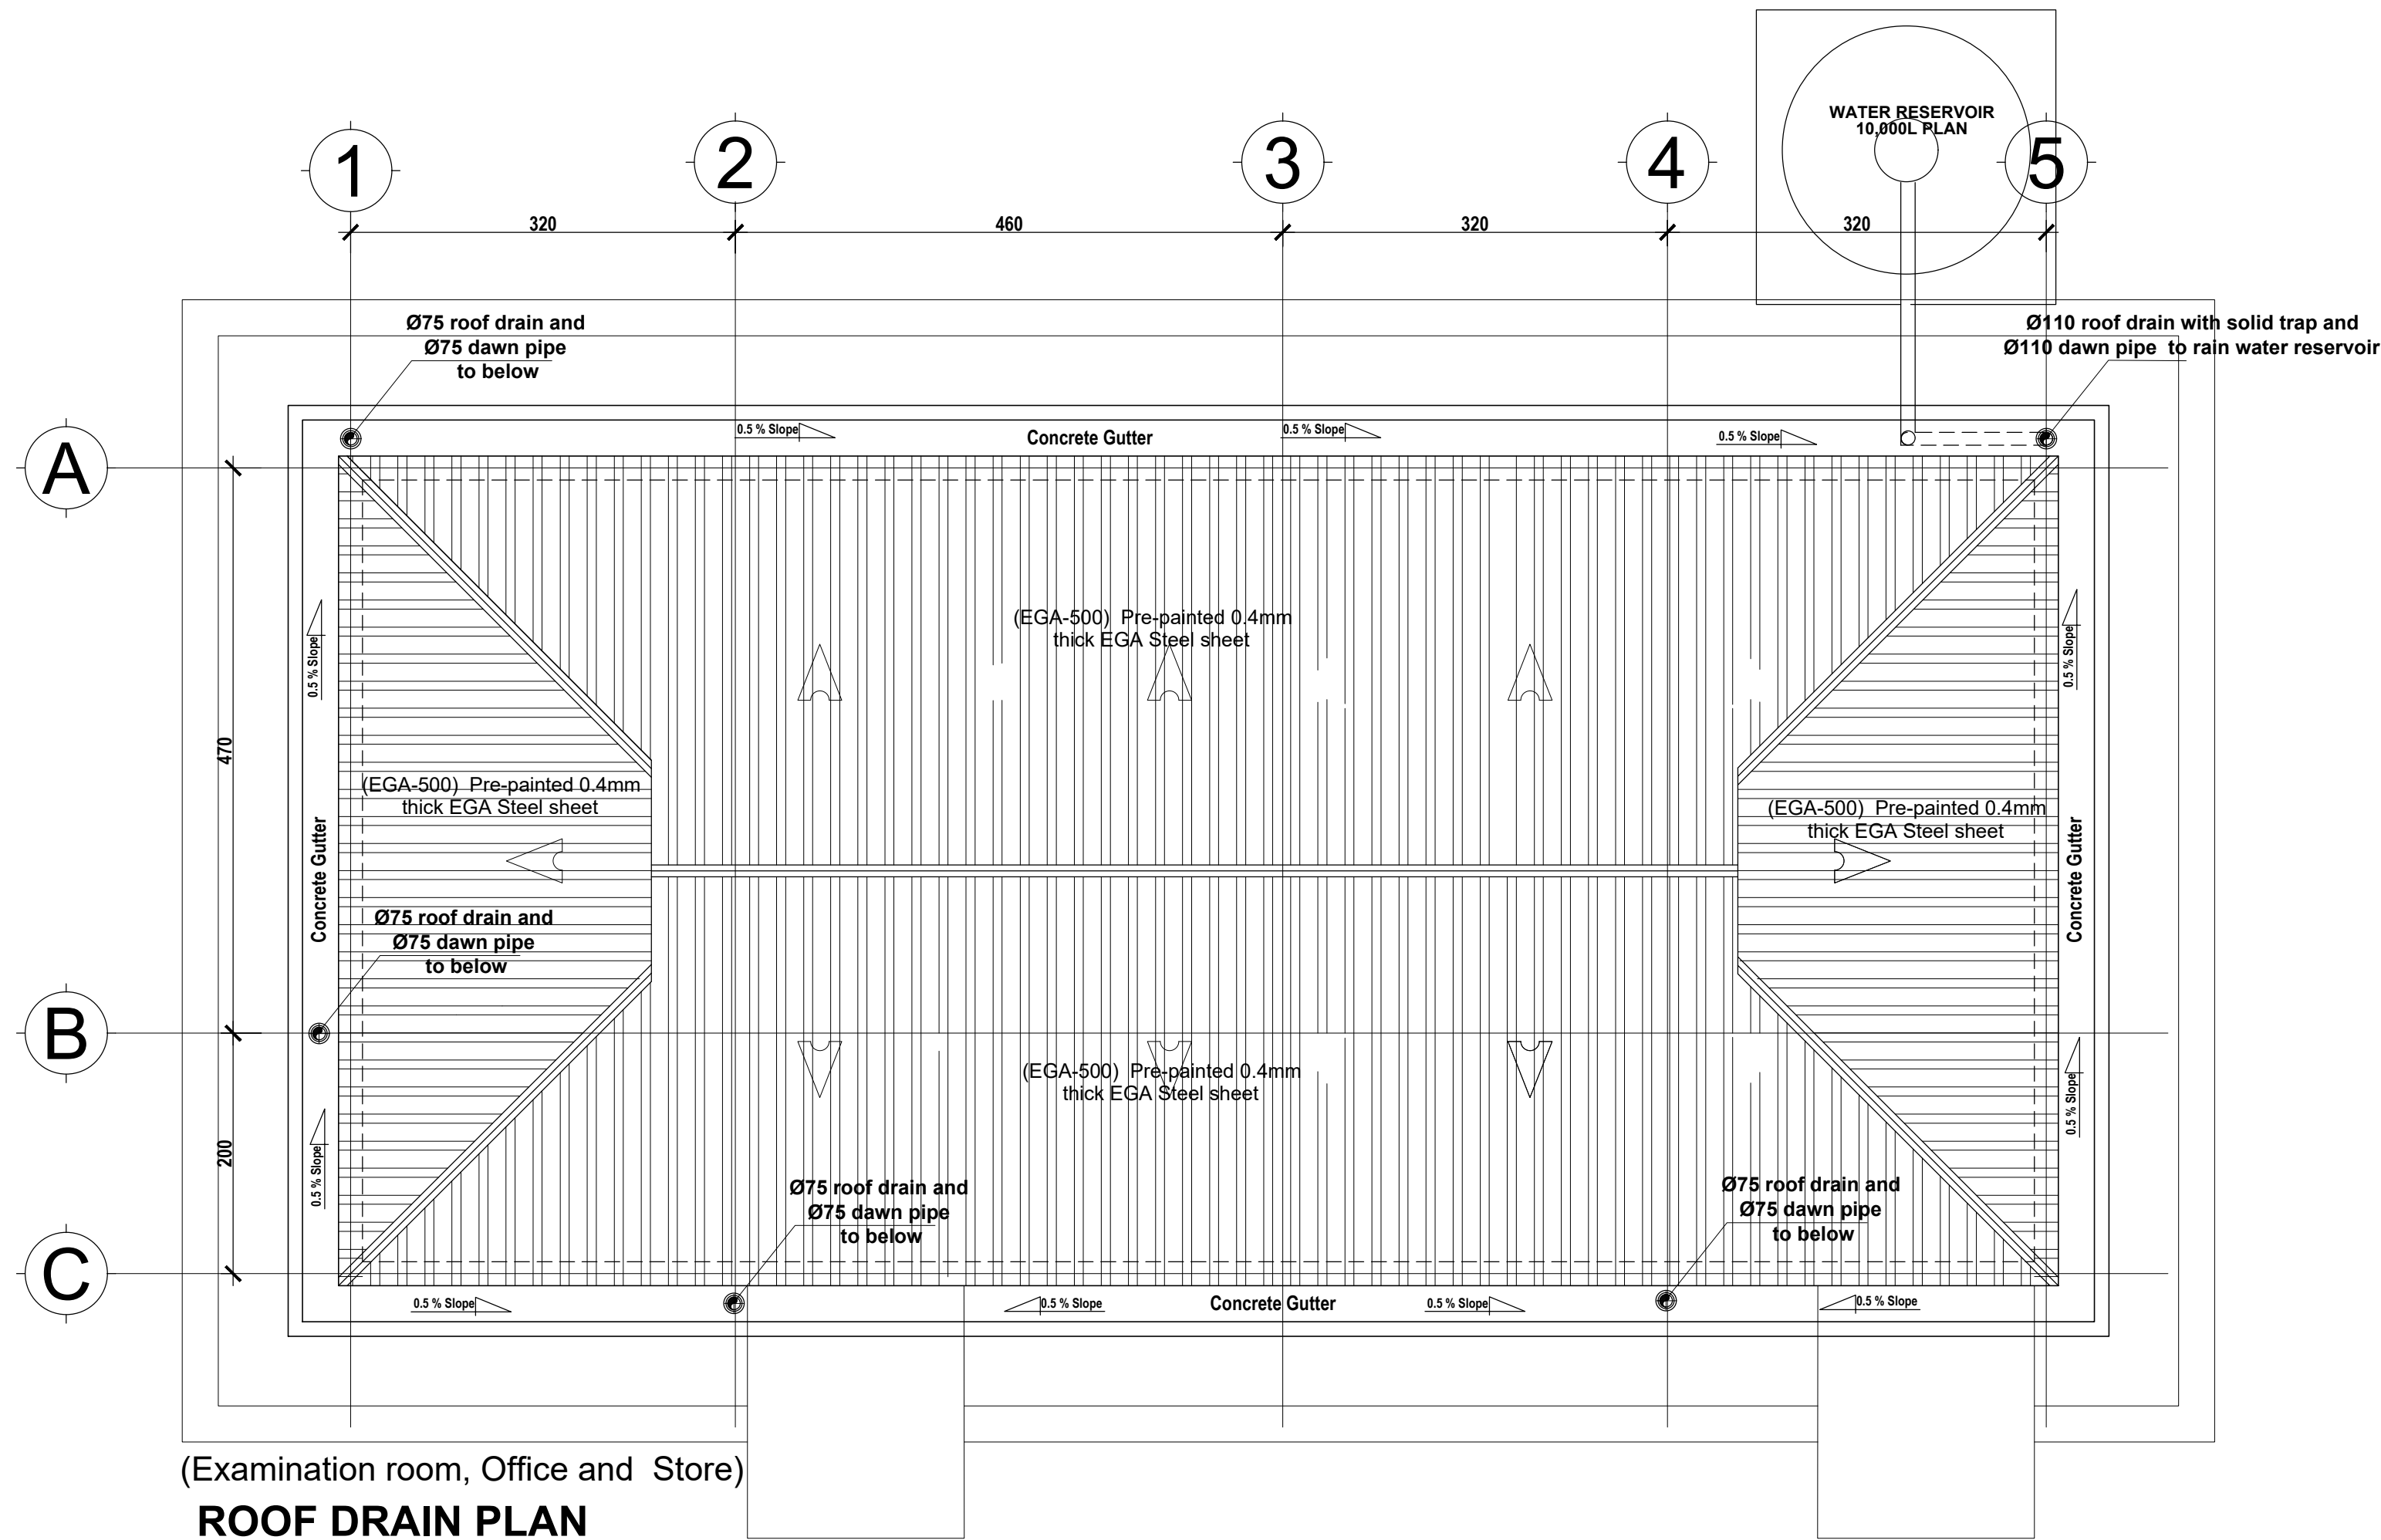 WATER RESERVOIR
10,000L PLAN
1
2
3
4
5
320
460
320
320
Ø75 roof drain and
Ø75 dawn pipe
to below
Ø110 roof drain with solid trap and
Ø110 dawn pipe to rain water reservoir
A
0.5 % Slope
Concrete Gutter
0.5 % Slope
0.5 % Slope
(EGA-500) Pre-painted 0.4mm
thick EGA Steel sheet
0.5 % Slope
0.5 % Slope
470
(EGA-500) Pre-painted 0.4mm
thick EGA Steel sheet
(EGA-500) Pre-painted 0.4mm
thick EGA Steel sheet
Concrete Gutter
Concrete Gutter
Ø75 roof drain and
Ø75 dawn pipe
to below
B
(EGA-500) Pre-painted 0.4mm
thick EGA Steel sheet
0.5 % Slope
200
0.5 % Slope
Ø75 roof drain and
Ø75 dawn pipe
to below
Ø75 roof drain and
Ø75 dawn pipe
to below
C
0.5 % Slope
0.5 % Slope
Concrete Gutter
0.5 % Slope
0.5 % Slope
(Examination room, Office and Store)
ROOF DRAIN PLAN